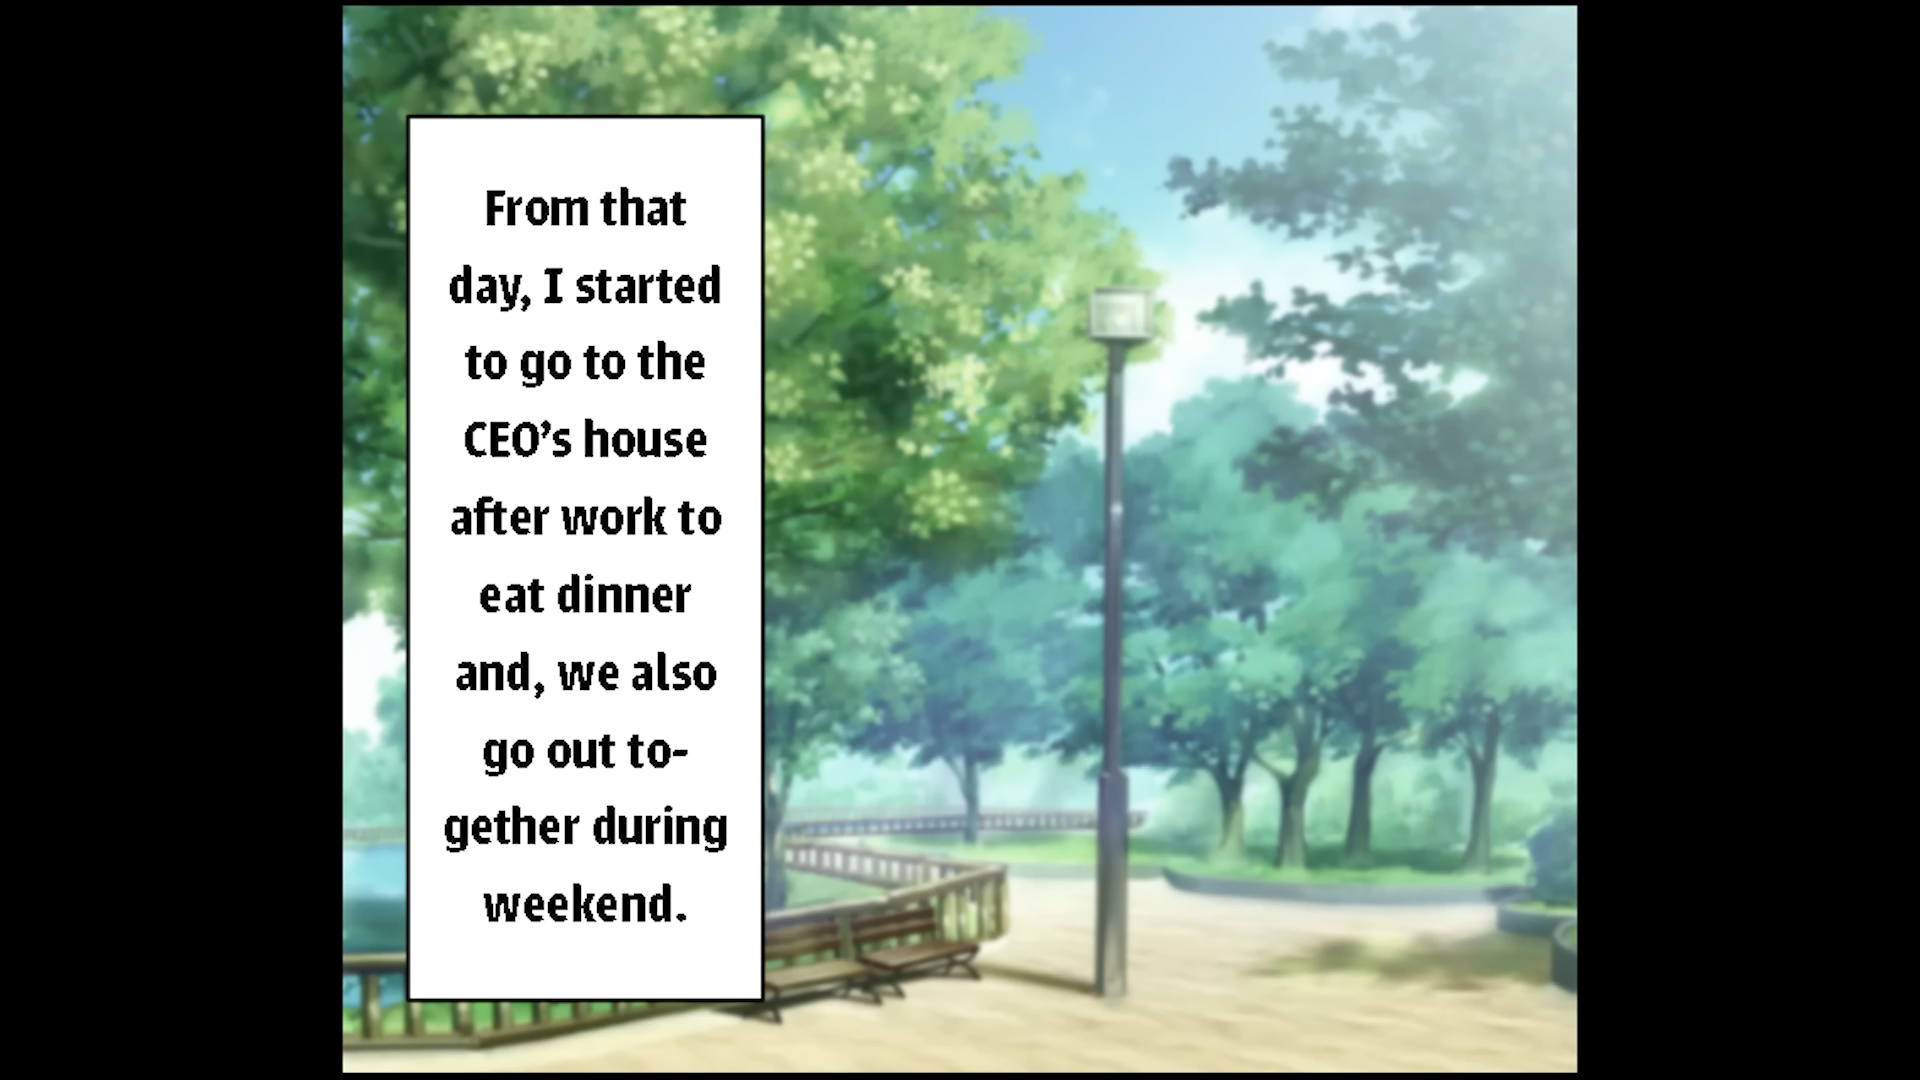 From that
day, I started
to go to the
CEO’s house
after work to
eat dinner
and, we also
go out to-
gether during
weekend.